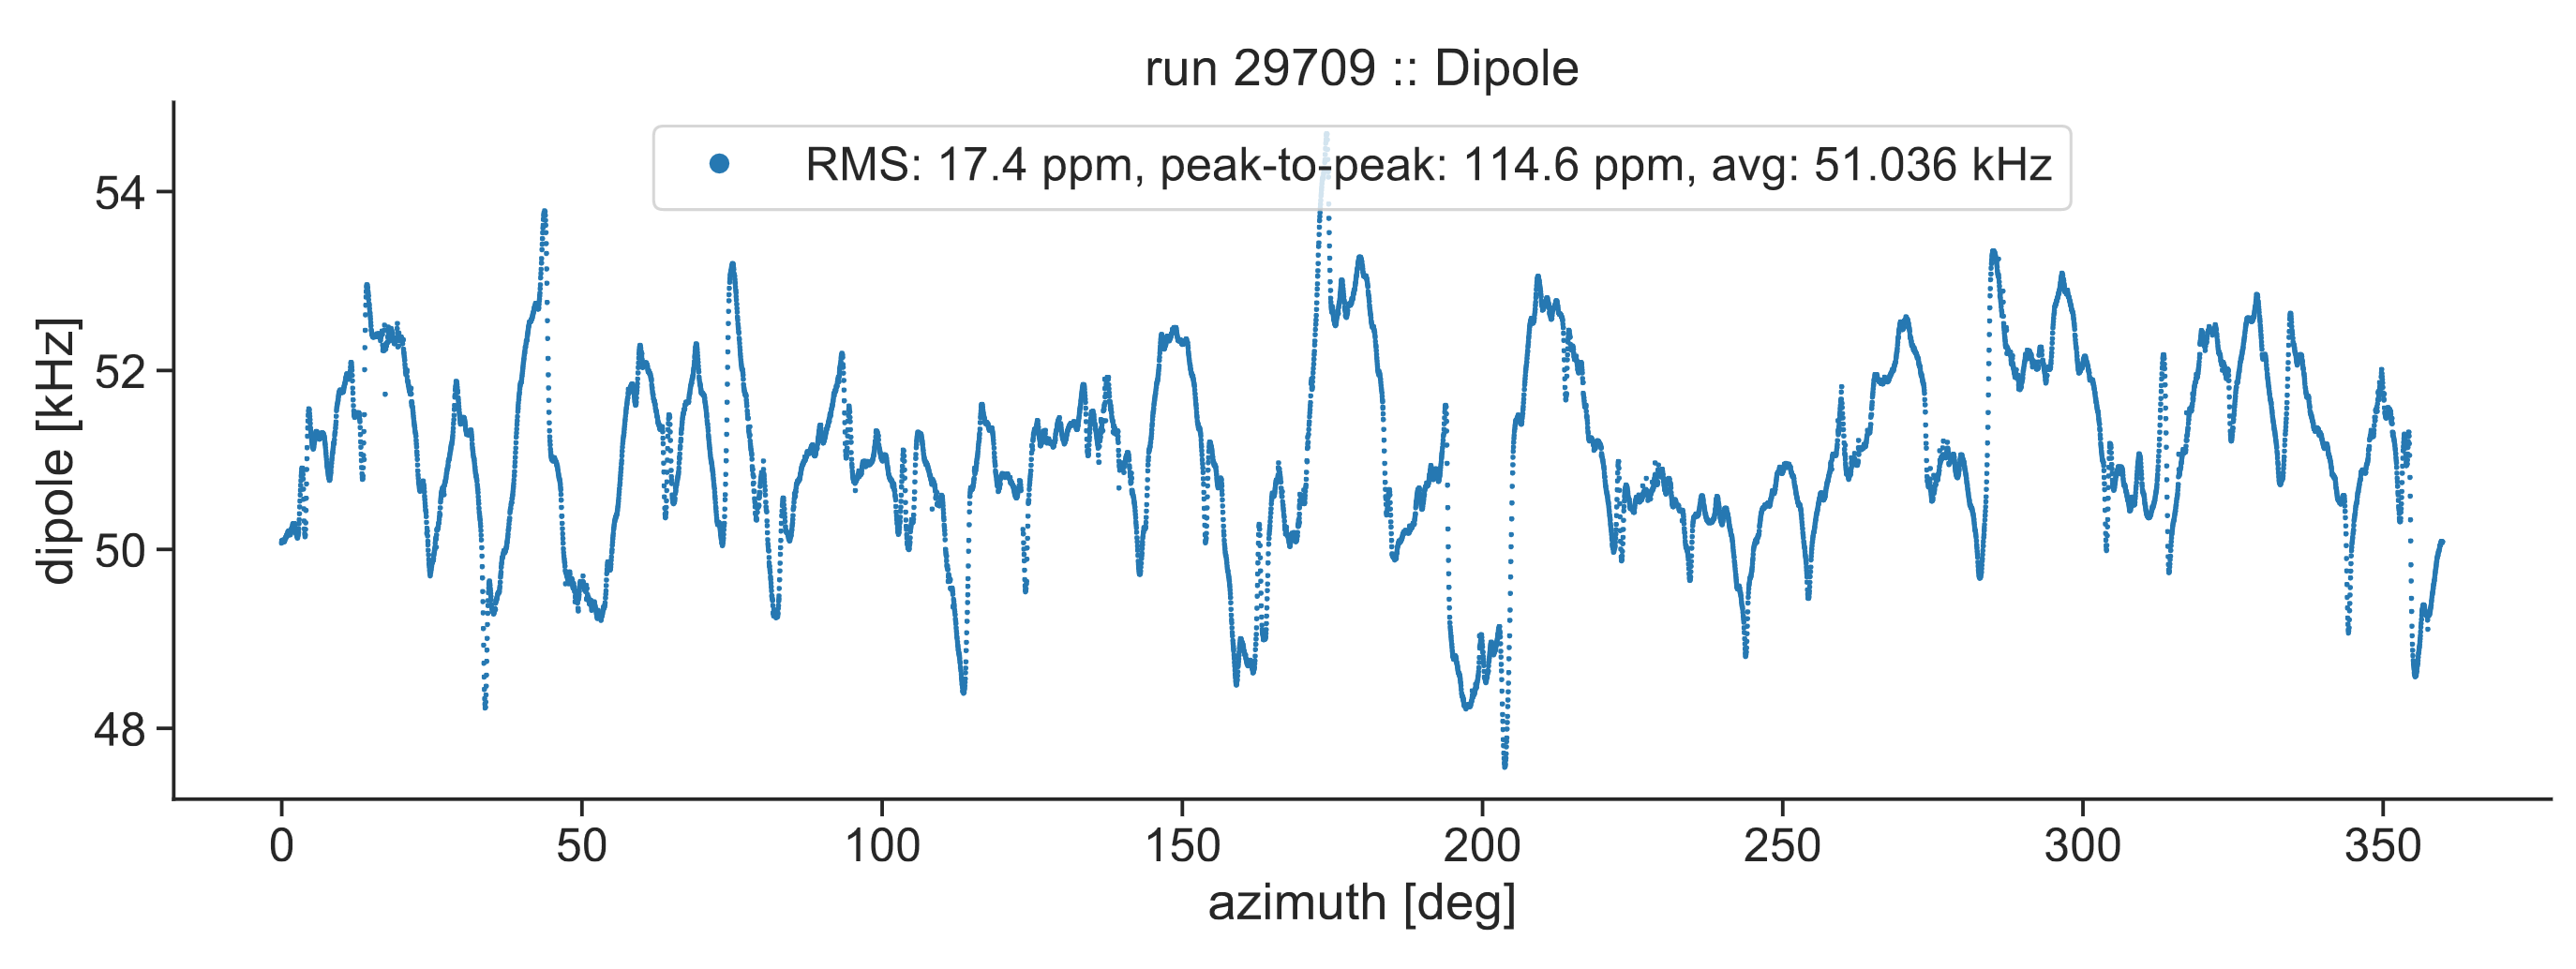 run 29709 :: Dipole
RMS: 17.4 ppm, peak-to-peak: 114.6 ppm, avg: 51.036 kHz
dipole [kHz]
54
52
50
48
0 50 100 150 200 250 300 350
azimuth [deg]